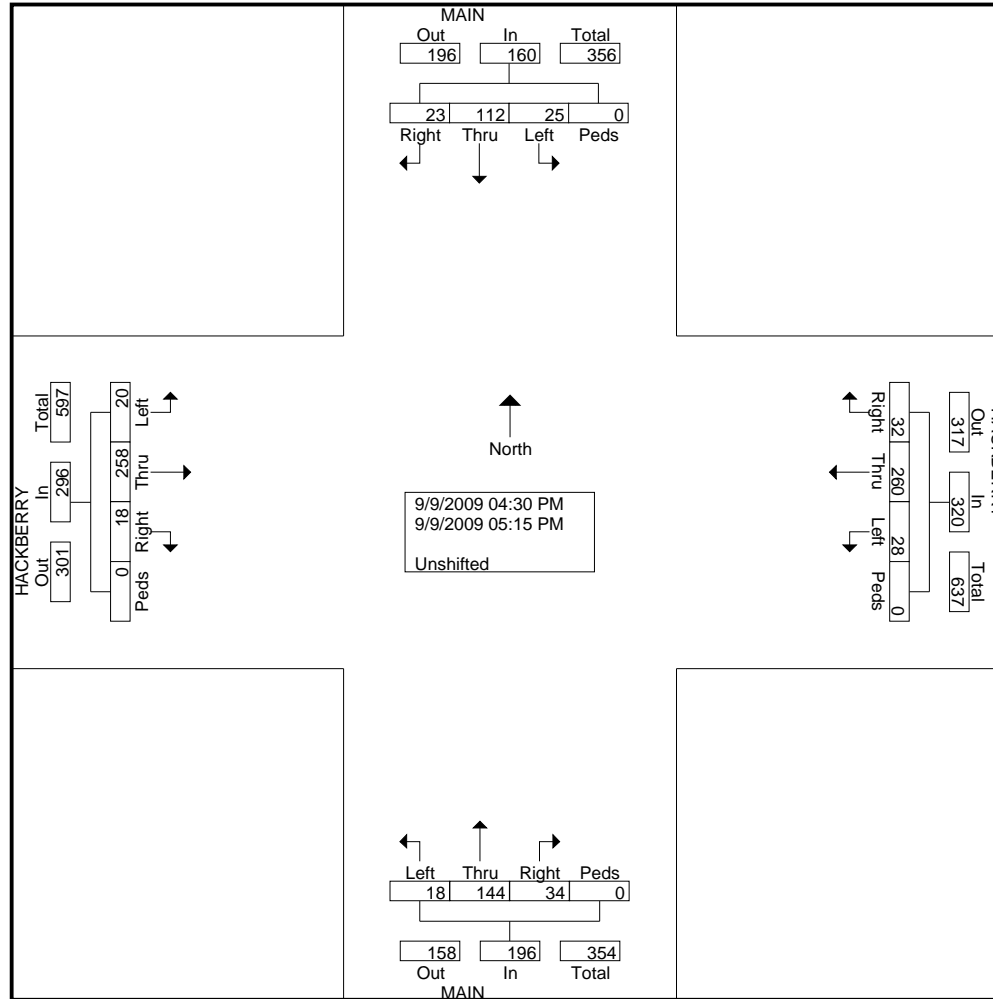 MAIN
Out In Total
196 160 356
23 112 25 0
Right Thru Left Peds
HACKBERRY
Total In Out
597 296 301
20 258 18 0
Left Thru Right Peds
North
9/9/2009 04:30 PM
9/9/2009 05:15 PM
Unshifted
Right Thru Left Peds
32 260 28 0
Out In Total
317 320 637
Left Thru Right Peds
18 144 34 0
158 196 354
Out In Total
MAIN